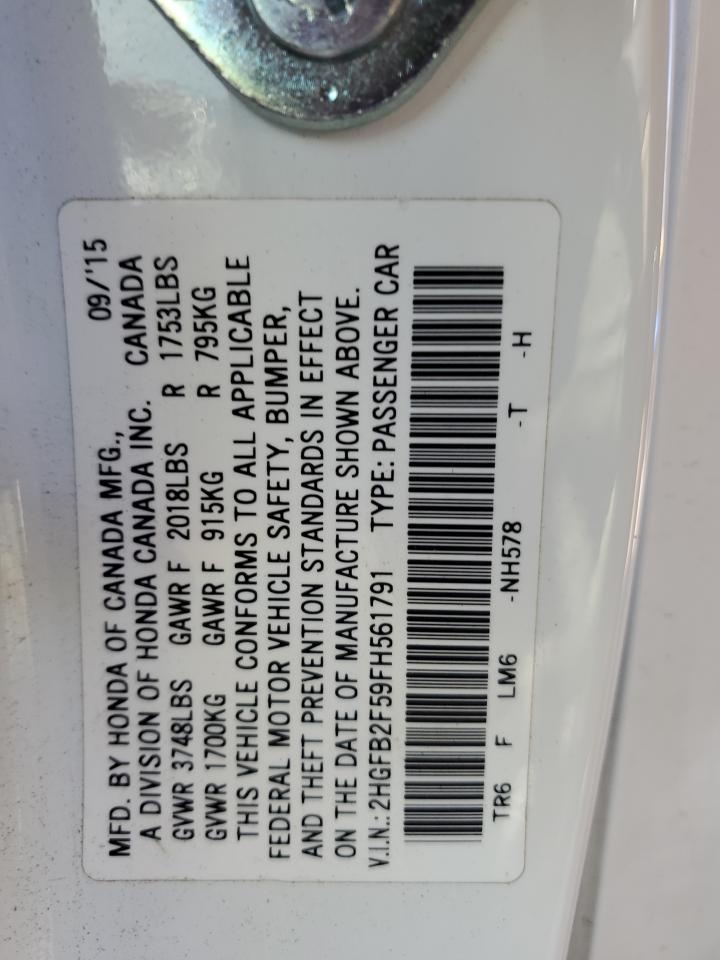 MFD. BY HONDA OF CANADA MFG., 09/'15
A DIVISION OF HONDA CANADA INC. CANADA
GVWR 3748LBS GAWR F 2018LBS R 1753LBS
GVWR 1700KG GAWR F 915KG R 795KG
THIS VEHICLE CONFORMS TO ALL APPLICABLE
FEDERAL MOTOR VEHICLE SAFETY, BUMPER,
AND THEFT PREVENTION STANDARDS IN EFFECT
ON THE DATE OF MANUFACTURE SHOWN ABOVE.
V.I.N.: 2HGFB2F59FH561791 TYPE: PASSENGER CAR
TR6 F LM6 -NH578 -T -H